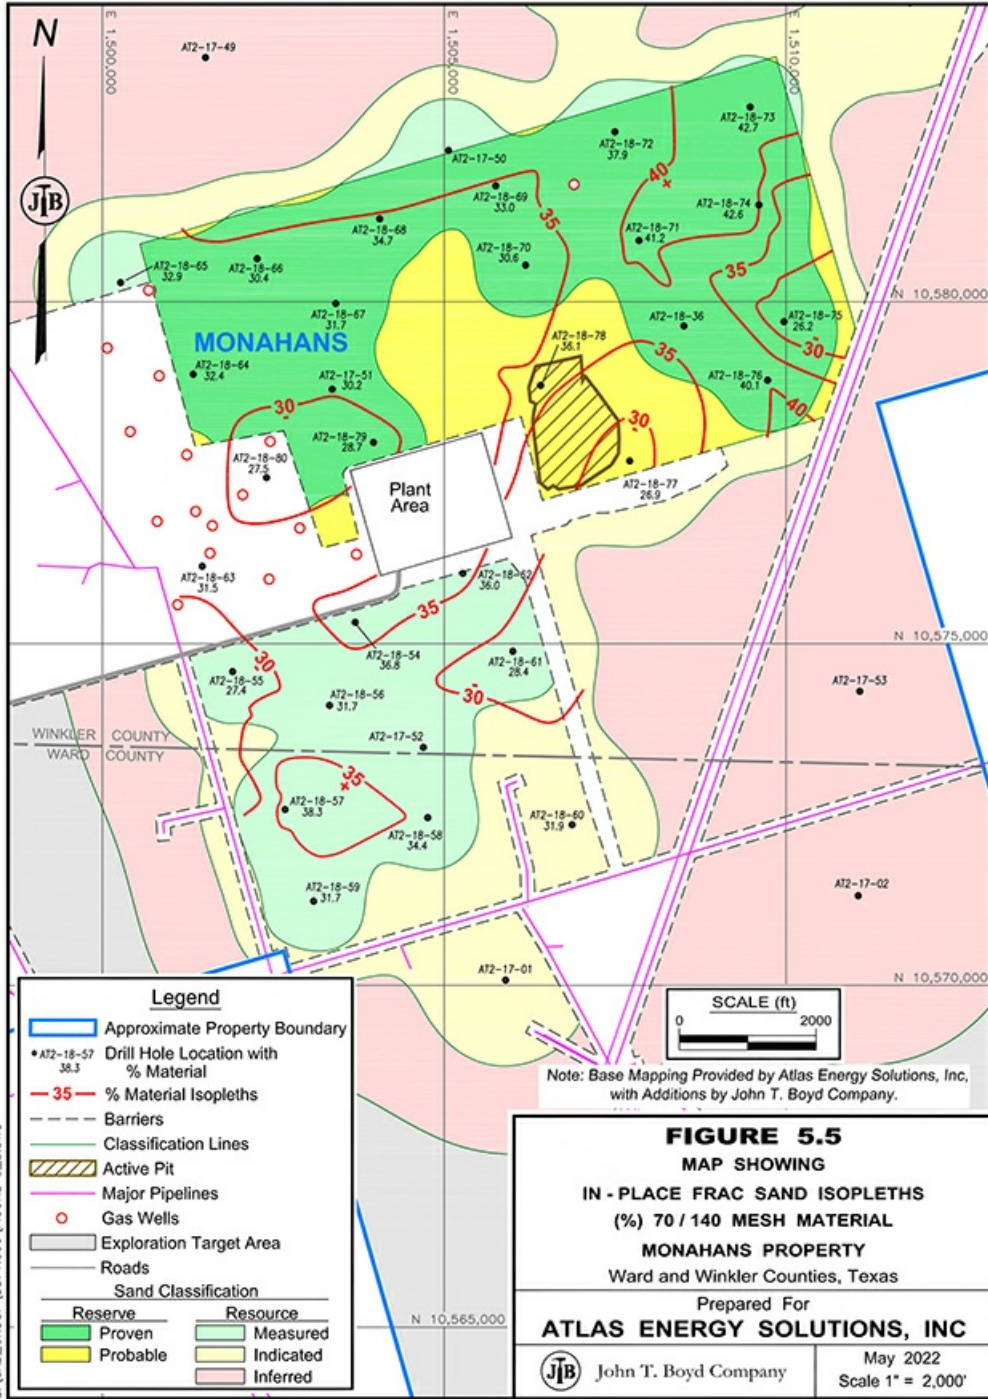 N
JTB
E 1,500,000
E 1,505,000
E 1,510,000
AT2-17-49
AT2-17-50
AT2-18-73
42.7
AT2-18-72
37.9
40
AT2-18-69
33.0
35
AT2-18-74
42.6
AT2-18-68
34.7
AT2-18-71
41.2
AT2-18-70
30.6
AT2-18-65
32.9
AT2-18-66
30.4
35
N 10,580,000
AT2-18-67
31.7
AT2-18-36
AT2-18-75
26.2
MONAHANS
AT2-18-78
36.1
35
30
AT2-18-64
32.4
AT2-17-51
30.2
AT2-18-76
40.1
30
40
30
AT2-18-79
28.7
AT2-18-80
27.5
Plant
Area
AT2-18-77
26.9
AT2-18-63
31.5
AT2-18-62
36.0
35
N 10,575,000
AT2-18-54
36.8
AT2-18-61
28.4
30
AT2-18-55
27.4
AT2-18-56
31.7
30
AT2-17-53
WINKLER COUNTY
WARD COUNTY
AT2-17-52
35
AT2-18-57
38.3
AT2-18-58
34.4
AT2-18-60
31.9
AT2-18-59
31.7
AT2-17-02
AT2-17-01
N 10,570,000
Legend
Approximate Property Boundary
AT2-18-57
38.3
Drill Hole Location with
% Material
35
% Material Isopleths
Barriers
Classification Lines
Active Pit
Major Pipelines
Gas Wells
Exploration Target Area
Roads
Sand Classification
Reserve Resource
Proven Measured
Probable Indicated
Inferred
SCALE (ft)
0 2000
Note: Base Mapping Provided by Atlas Energy Solutions, Inc,
with Additions by John T. Boyd Company.
N 10,565,000
FIGURE 5.5
MAP SHOWING
IN - PLACE FRAC SAND ISOPLETHS
(%) 70 / 140 MESH MATERIAL
MONAHANS PROPERTY
Ward and Winkler Counties, Texas
Prepared For
ATLAS ENERGY SOLUTIONS, INC
JTB
John T. Boyd Company
May 2022
Scale 1" = 2,000'